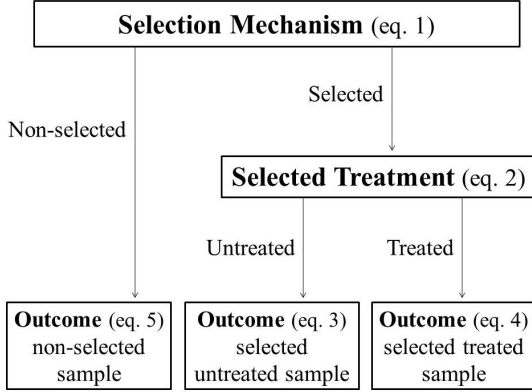 Selection Mechanism (eq. 1)
Selected
Non-selected
Selected Treatment (eq. 2)
Untreated
Treated
Outcome (eq. 5)
non-selected
sample
Outcome (eq. 3)
selected
untreated sample
Outcome (eq. 4)
selected treated
sample